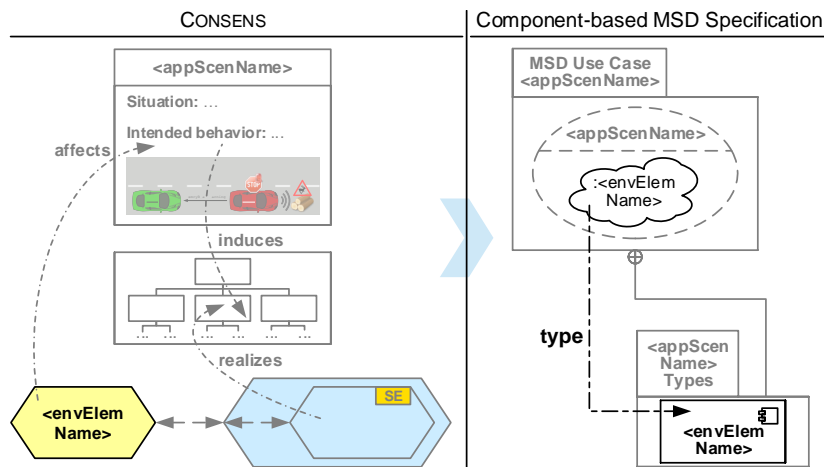 CONSENS
Component-based MSD Specification
<appScenName>
Situation: ...
Intended behavior: ...
affects
STOP
induces
... ... ... ... ... ...
realizes
<envElem
Name>
SE
MSD Use Case
<appScenName>
<appScenName>
:<envElem
Name>
type
<appScen
Name>
Types
<envElem
Name>